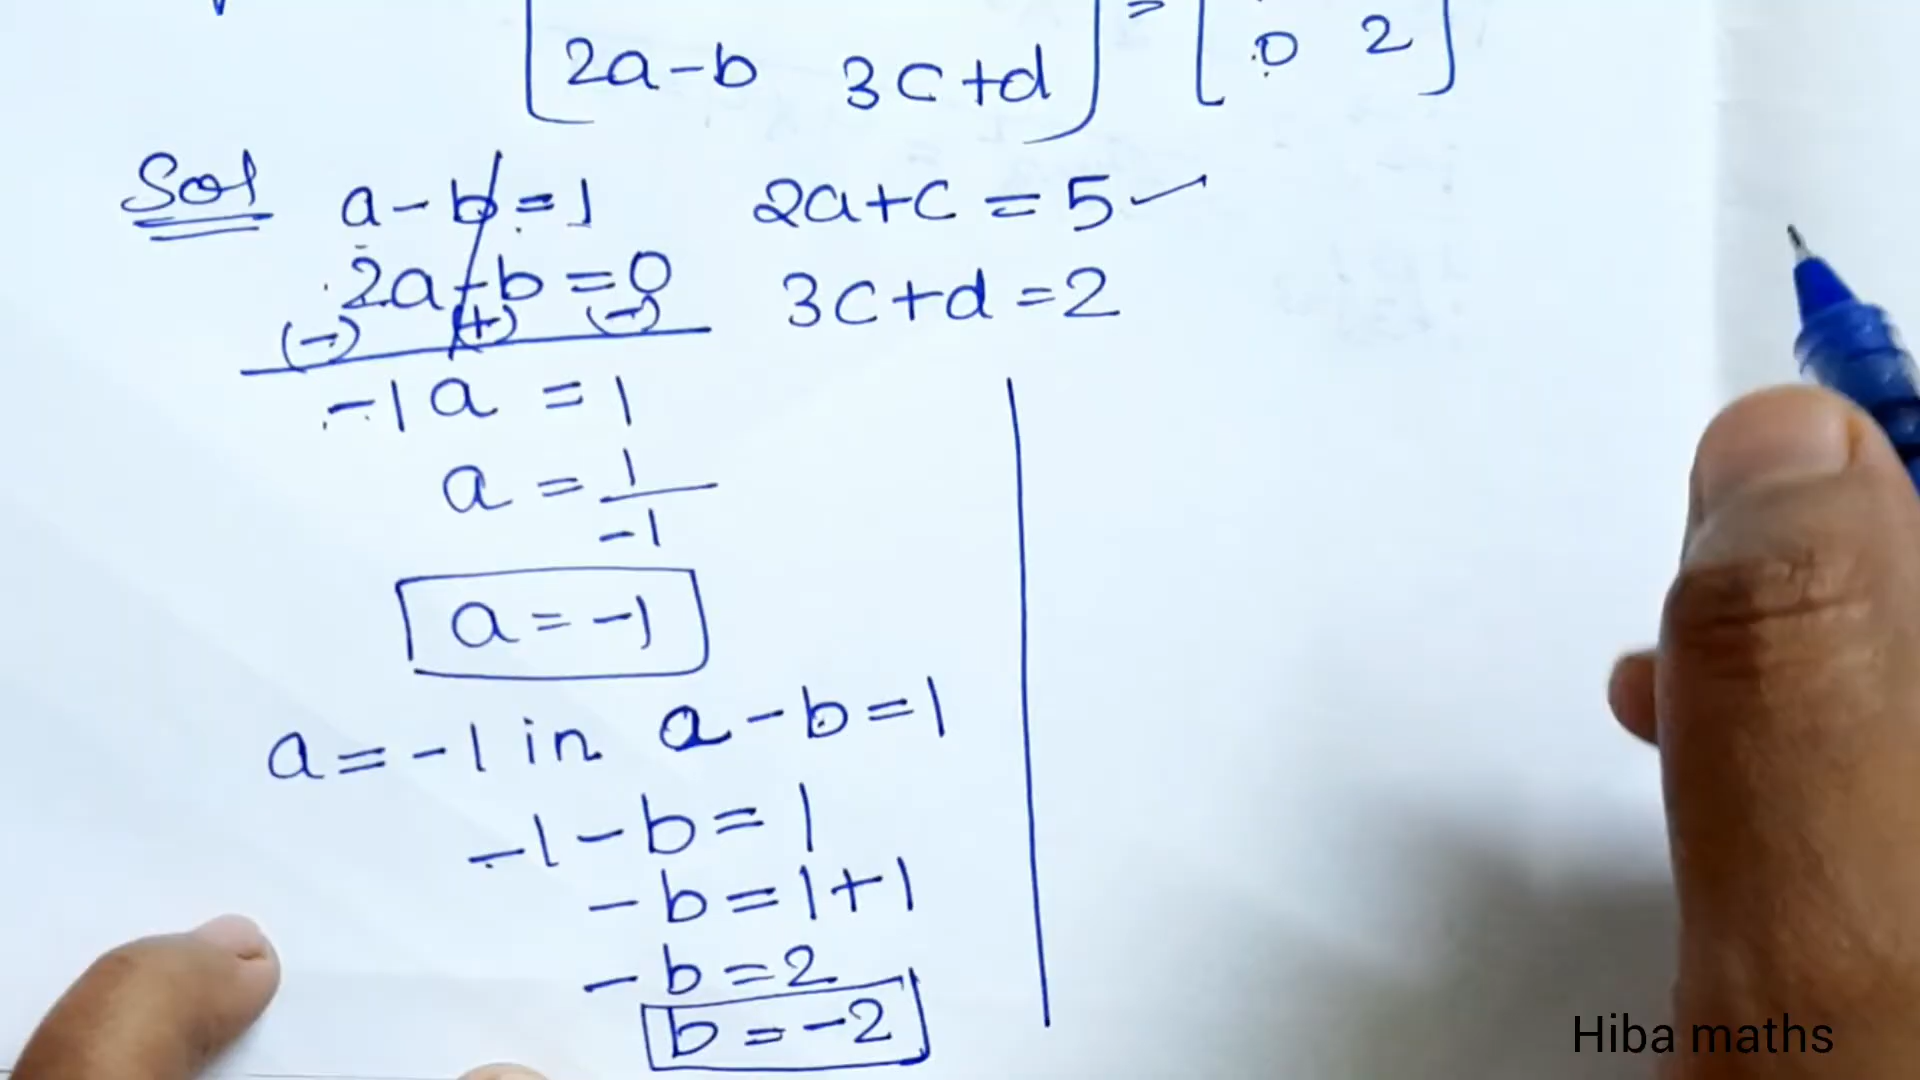 2a-b 3c+d = 0 2
Sol a-b=1 2a+c=5
2a-b=0 3c+d=2
(-) (+) (-)
-1a=1
a=1/-1
a=-1
a=-1 in a-b=1
-1-b=1
-b=1+1
-b=2
b=-2
Hiba maths